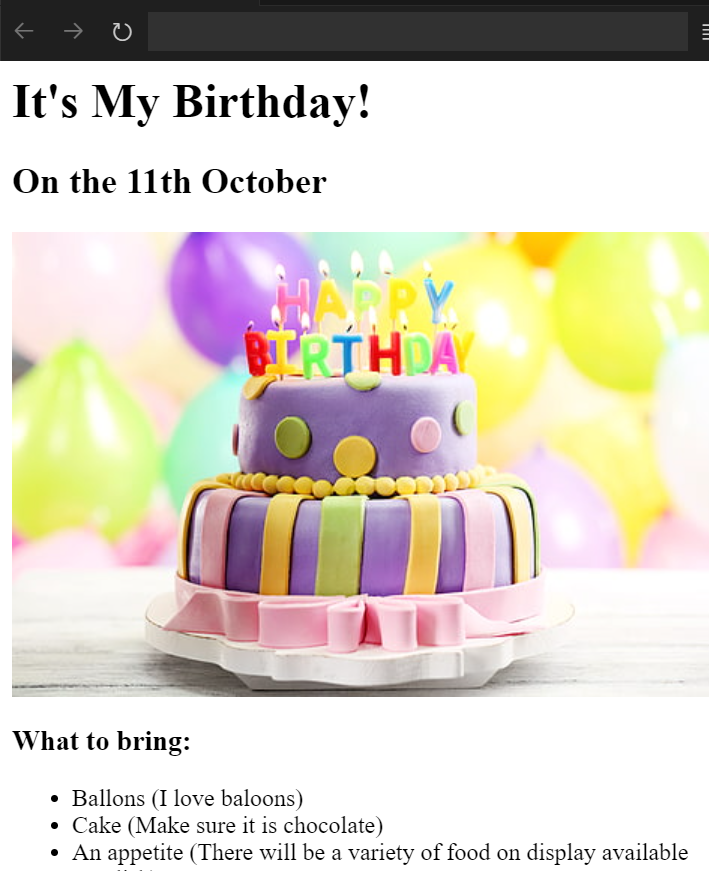 It's My Birthday!
On the 11th October
HAPPY
BIRTHDAY
What to bring:
• Ballons (I love baloons)
• Cake (Make sure it is chocolate)
• An appetite (There will be a variety of food on display available